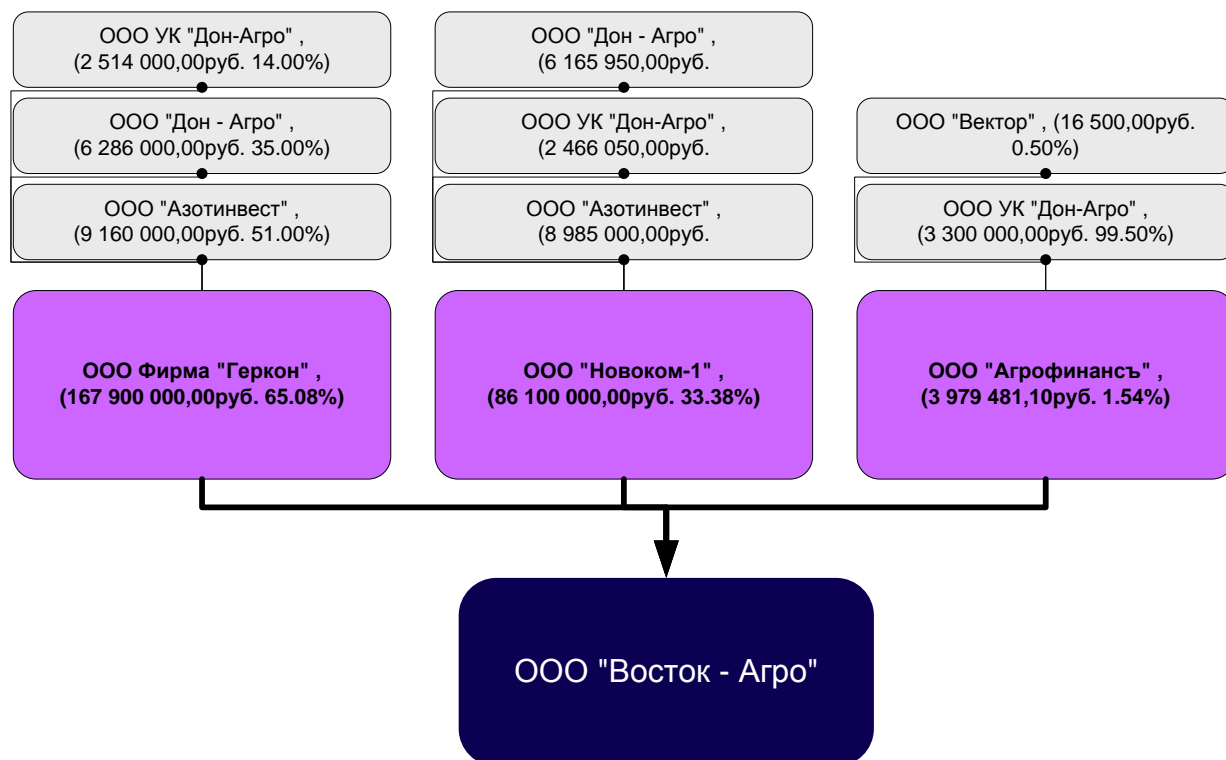 ООО УК "Дон-Агро" ,
(2 514 000,00руб. 14.00%)
ООО "Дон - Агро" ,
(6 286 000,00руб. 35.00%)
ООО "Азотинвест" ,
(9 160 000,00руб. 51.00%)
ООО Фирма "Геркон" ,
(167 900 000,00руб. 65.08%)
ООО "Дон - Агро" ,
(6 165 950,00руб.
ООО УК "Дон-Агро",
(2 466 050,00руб.
ООО "Азотинвест" ,
(8 985 000,00руб.
ООО "Новоком-1" ,
(86 100 000,00руб. 33.38%)
ООО "Вектор" , (16 500,00руб.
0.50%)
ООО УК "Дон-Агро" ,
(3 300 000,00руб. 99.50%)
ООО "Агрофинансъ" ,
(3 979 481,10руб. 1.54%)
ООО "Восток - Агро"